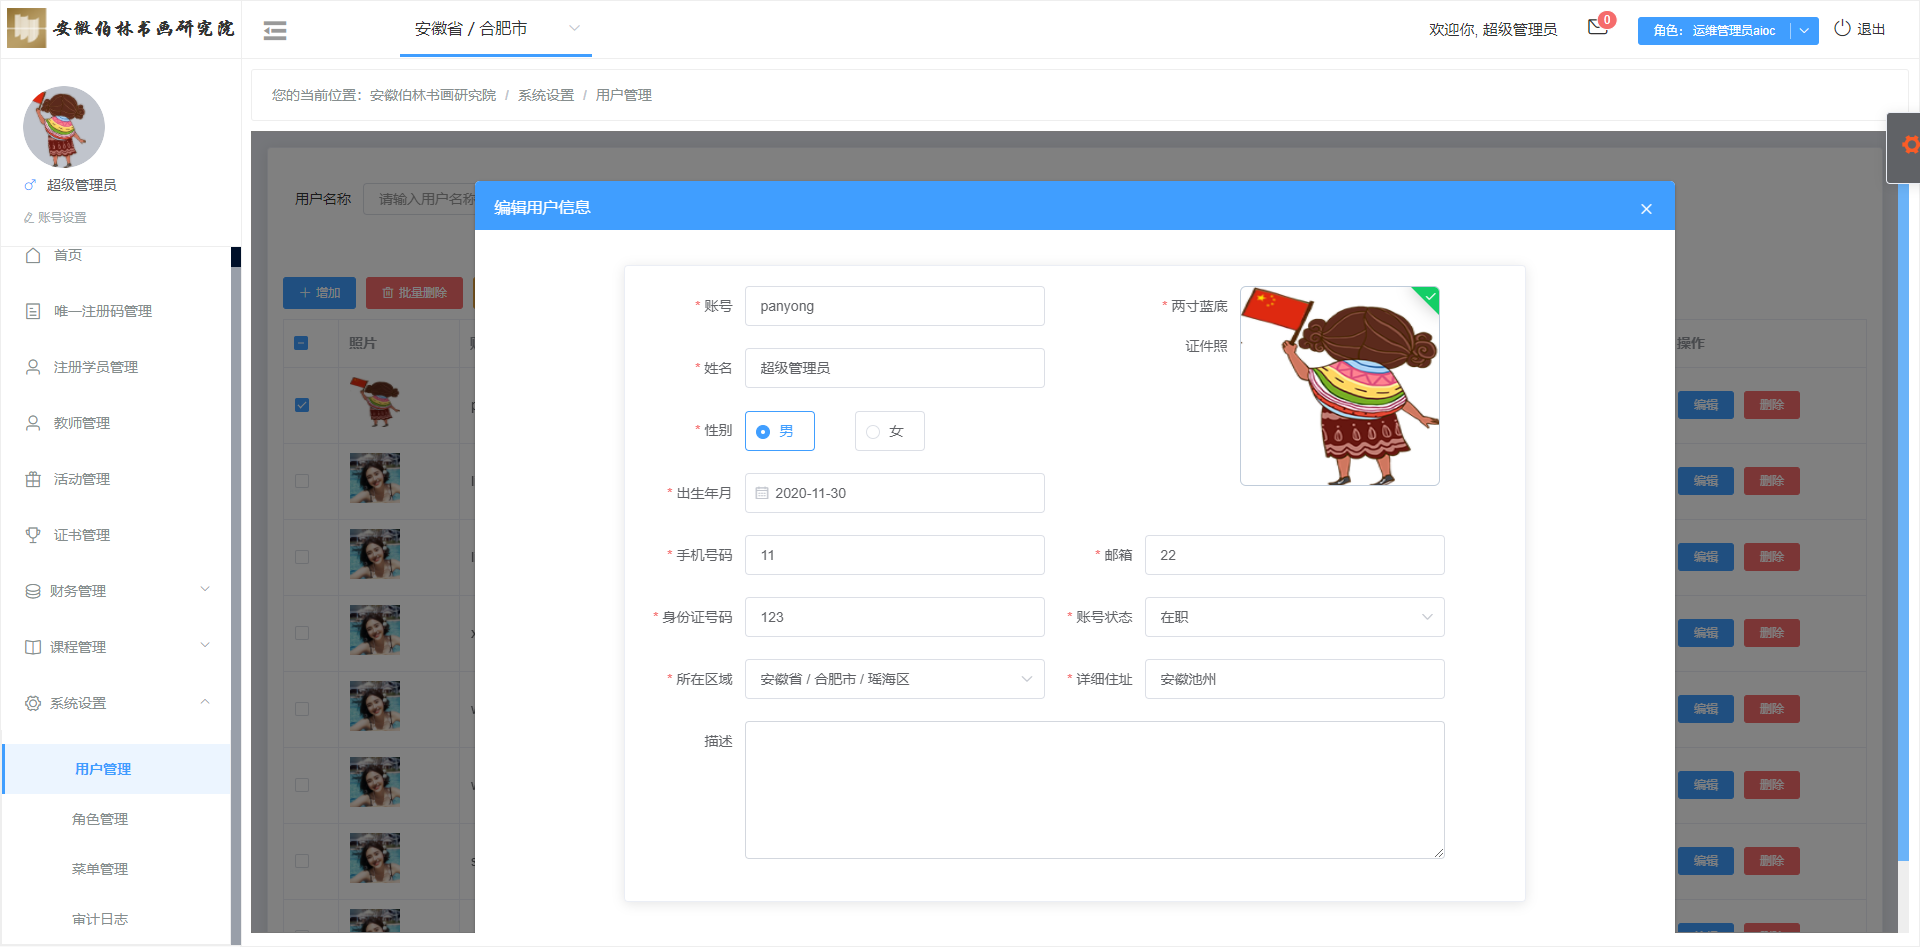 安徽伯林书画研究院
安徽省 / 合肥市
欢迎你, 超级管理员
0
角色： 运维管理员aioc
退出
超级管理员
账号设置
您的当前位置： 安徽伯林书画研究院 / 系统设置 / 用户管理
首页
唯一注册码管理
注册学员管理
教师管理
活动管理
证书管理
财务管理
课程管理
系统设置
用户管理
角色管理
菜单管理
审计日志
用户名称 请输入用户名称
增加 批量删除
照片 操作
编辑 删除
编辑 删除
编辑 删除
编辑 删除
编辑 删除
编辑 删除
编辑 删除
编辑用户信息
* 账号 panyong
* 两寸蓝底
证件照
* 姓名 超级管理员
* 性别 男 女
* 出生年月 2020-11-30
* 手机号码 11 * 邮箱 22
* 身份证号码 123 * 账号状态 在职
* 所在区域 安徽省 / 合肥市 / 瑶海区 * 详细住址 安徽池州
描述